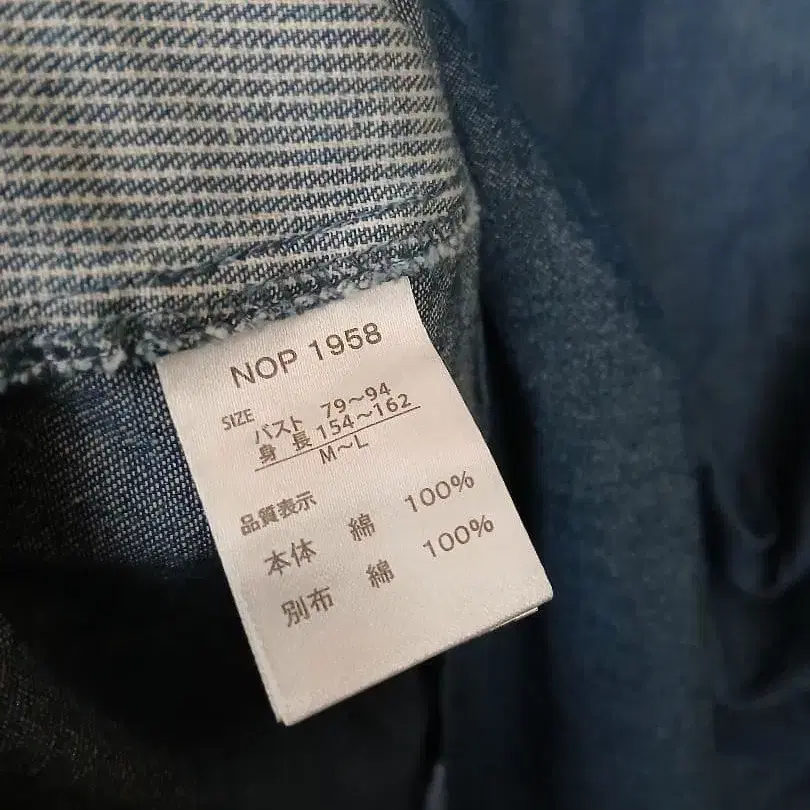 NOP 1958
SIZE
バスト 79～94
身 長 154～162
M～L
品質表示
本体 綿 100%
別布 綿 100%